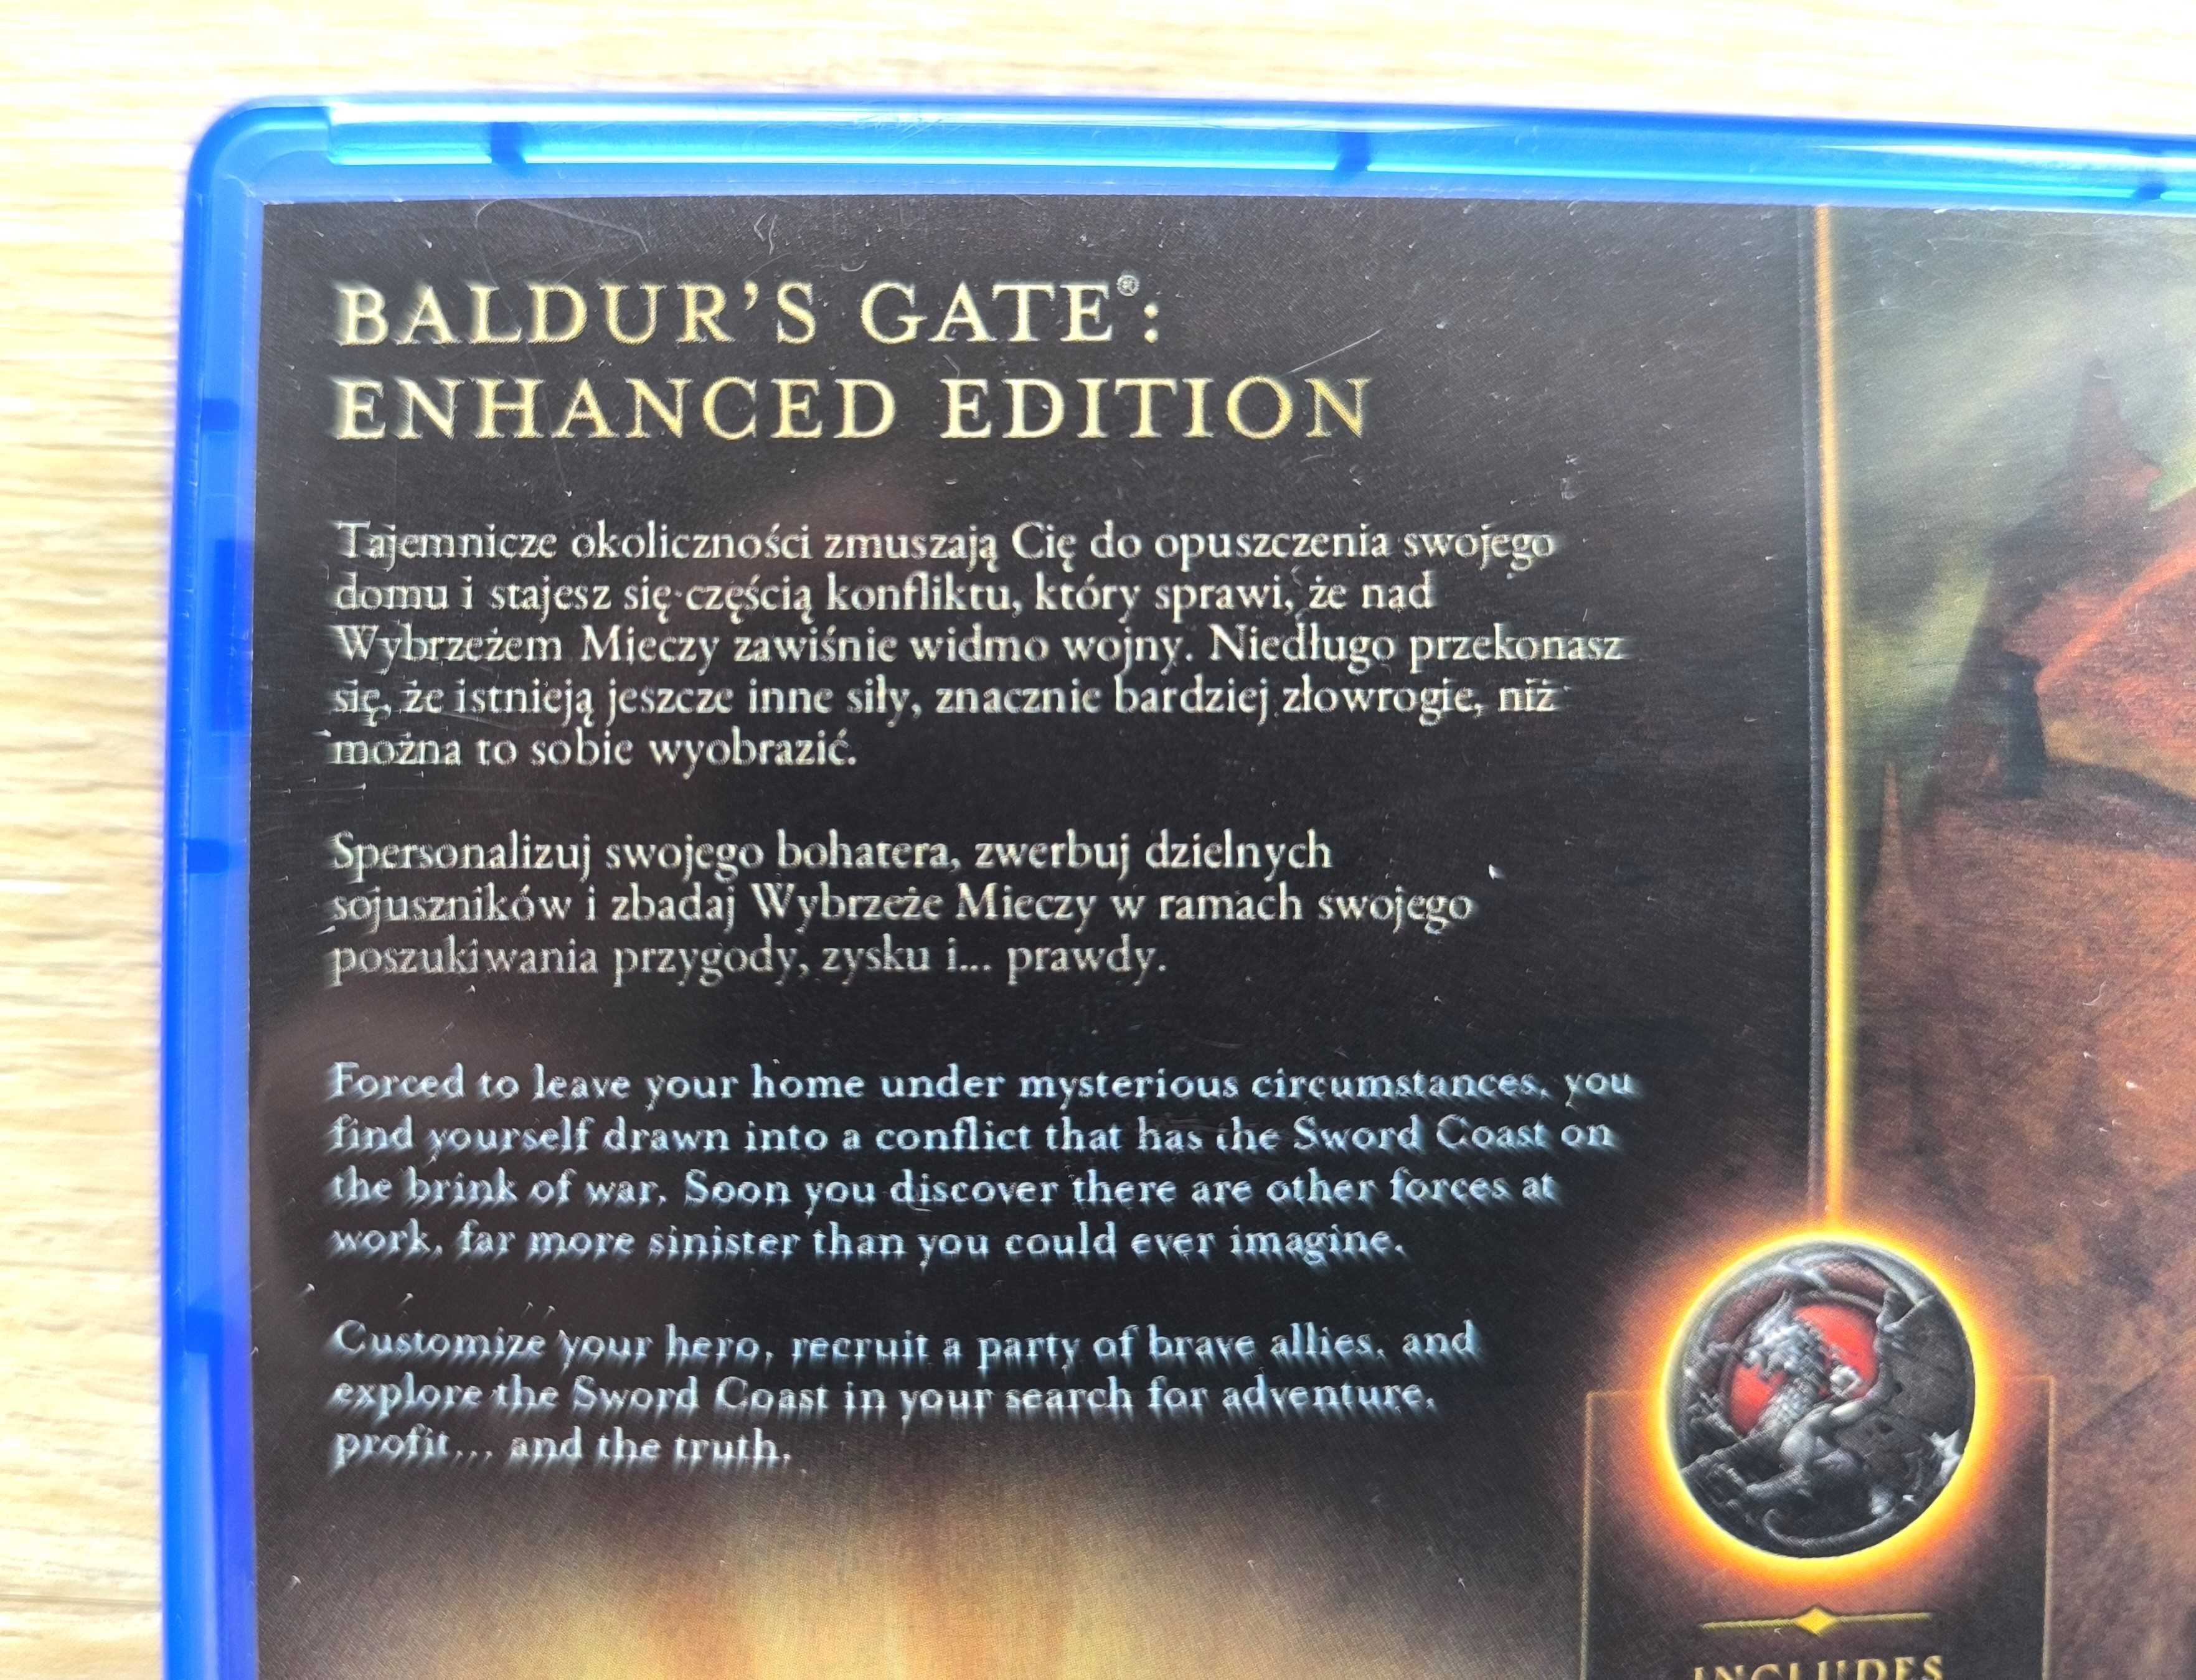 BALDUR'S GATE®:
ENHANCED EDITION
Tajemnicze okoliczności zmuszają Cię do opuszczenia swojego
domu i stajesz się częścią konfliktu, który sprawi, że nad
Wybrzeżem Mieczy zawiśnie widmo wojny. Niedługo przekonasz
się, że istnieją jeszcze inne siły, znacznie bardziej złowrogie, niż
można to sobie wyobrazić.
Spersonalizuj swojego bohatera, zwerbuj dzielnych
sojuszników i zbadaj Wybrzeże Mieczy w ramach swojego
poszukiwania przygody, zysku i... prawdy.
Forced to leave your home under mysterious circumstances, you
find yourself drawn into a conflict that has the Sword Coast on
the brink of war. Soon you discover there are other forces at
work, far more sinister than you could ever imagine.
Customize your hero, recruit a party of brave allies, and
explore the Sword Coast in your search for adventure,
profit... and the truth.
INCLUDES